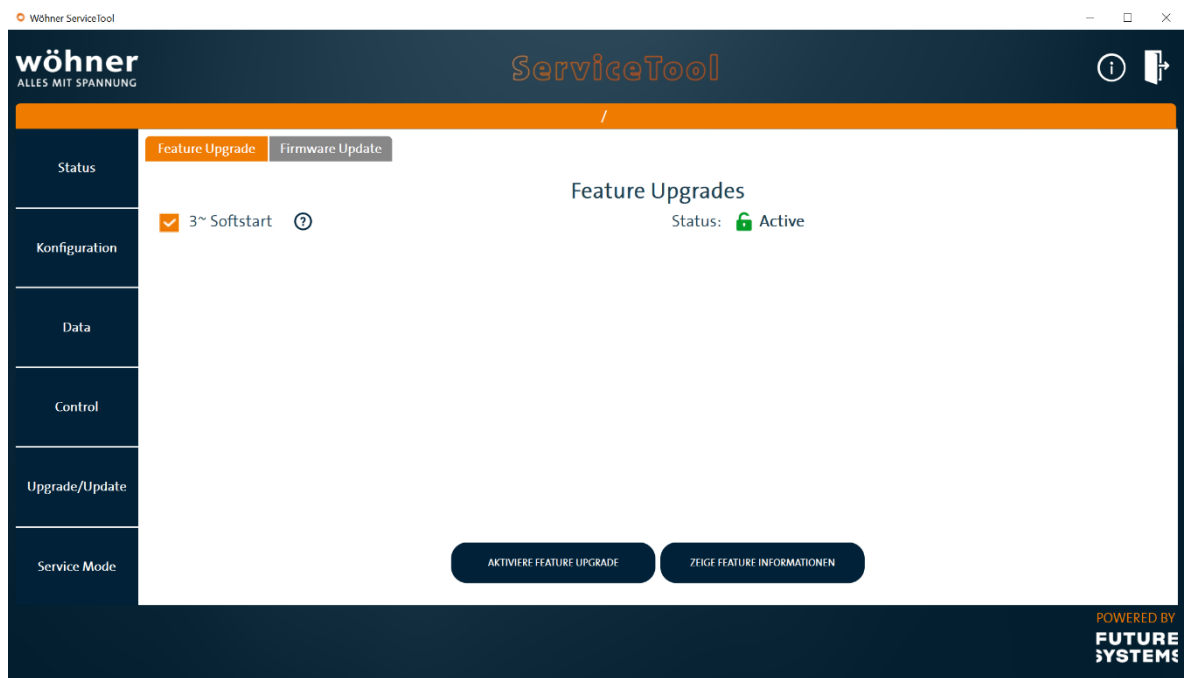 Wöhner ServiceTool
wöhner
ALLES MIT SPANNUNG
ServiceTool
/
Feature Upgrade
Firmware Update
Status
Feature Upgrades
3~ Softstart
Status: Active
Konfiguration
Data
Control
Upgrade/Update
Service Mode
AKTIVIERE FEATURE UPGRADE
ZEIGE FEATURE INFORMATIONEN
POWERED BY
FUTURE
SYSTEMS